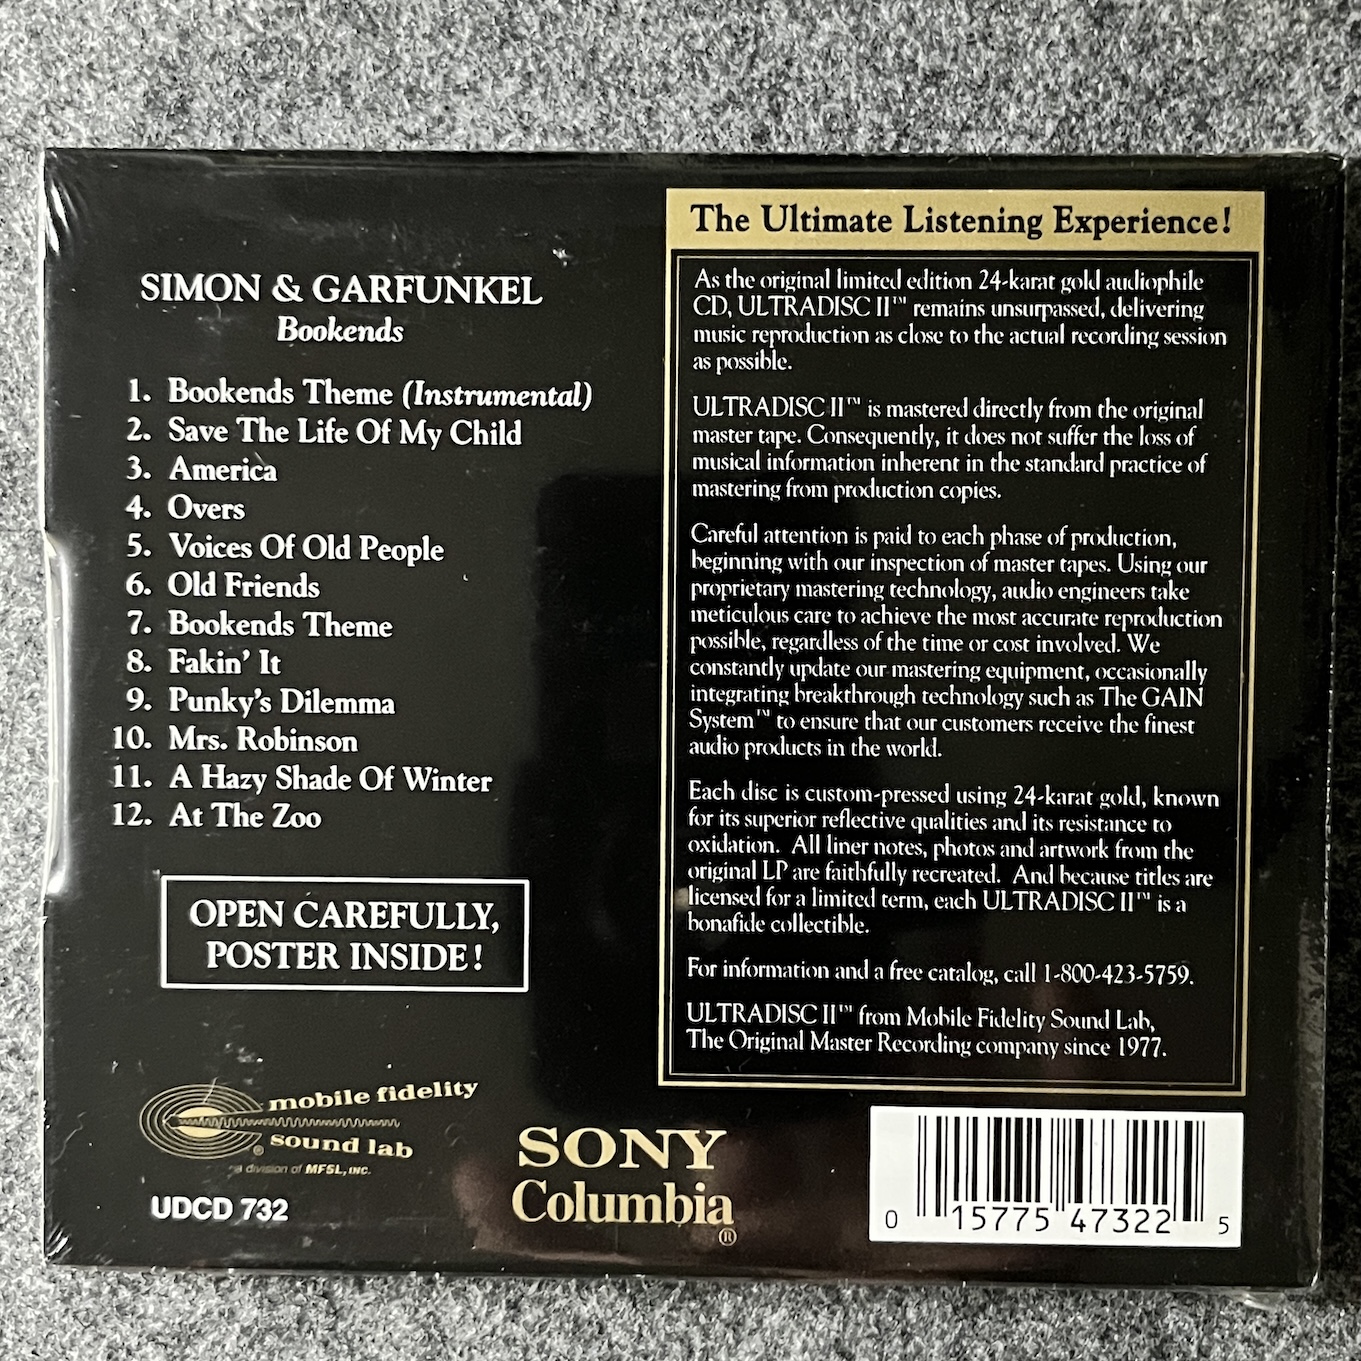 SIMON & GARFUNKEL
Bookends
1. Bookends Theme (Instrumental)
2. Save The Life Of My Child
3. America
4. Overs
5. Voices Of Old People
6. Old Friends
7. Bookends Theme
8. Fakin' It
9. Punky's Dilemma
10. Mrs. Robinson
11. A Hazy Shade Of Winter
12. At The Zoo
OPEN CAREFULLY,
POSTER INSIDE!
The Ultimate Listening Experience!
As the original limited edition 24-karat gold audiophile
CD, ULTRADISC II™ remains unsurpassed, delivering
music reproduction as close to the actual recording session
as possible.
ULTRADISC II™ is mastered directly from the original
master tape. Consequently, it does not suffer the loss of
musical information inherent in the standard practice of
mastering from production copies.
Careful attention is paid to each phase of production,
beginning with our inspection of master tapes. Using our
proprietary mastering technology, audio engineers take
meticulous care to achieve the most accurate reproduction
possible, regardless of the time or cost involved. We
constantly update our mastering equipment, occasionally
integrating breakthrough technology such as The GAIN
System™ to ensure that our customers receive the finest
audio products in the world.
Each disc is custom-pressed using 24-karat gold, known
for its superior reflective qualities and its resistance to
oxidation. All liner notes, photos and artwork from the
original LP are faithfully recreated. And because titles are
licensed for a limited term, each ULTRADISC II™ is a
bonafide collectible.
For information and a free catalog, call 1-800-423-5759.
ULTRADISC II™ from Mobile Fidelity Sound Lab,
The Original Master Recording company since 1977.
mobile fidelity
sound lab
®
a division of MFSL, INC.
UDCD 732
SONY
Columbia
®
0 15775 47322 5